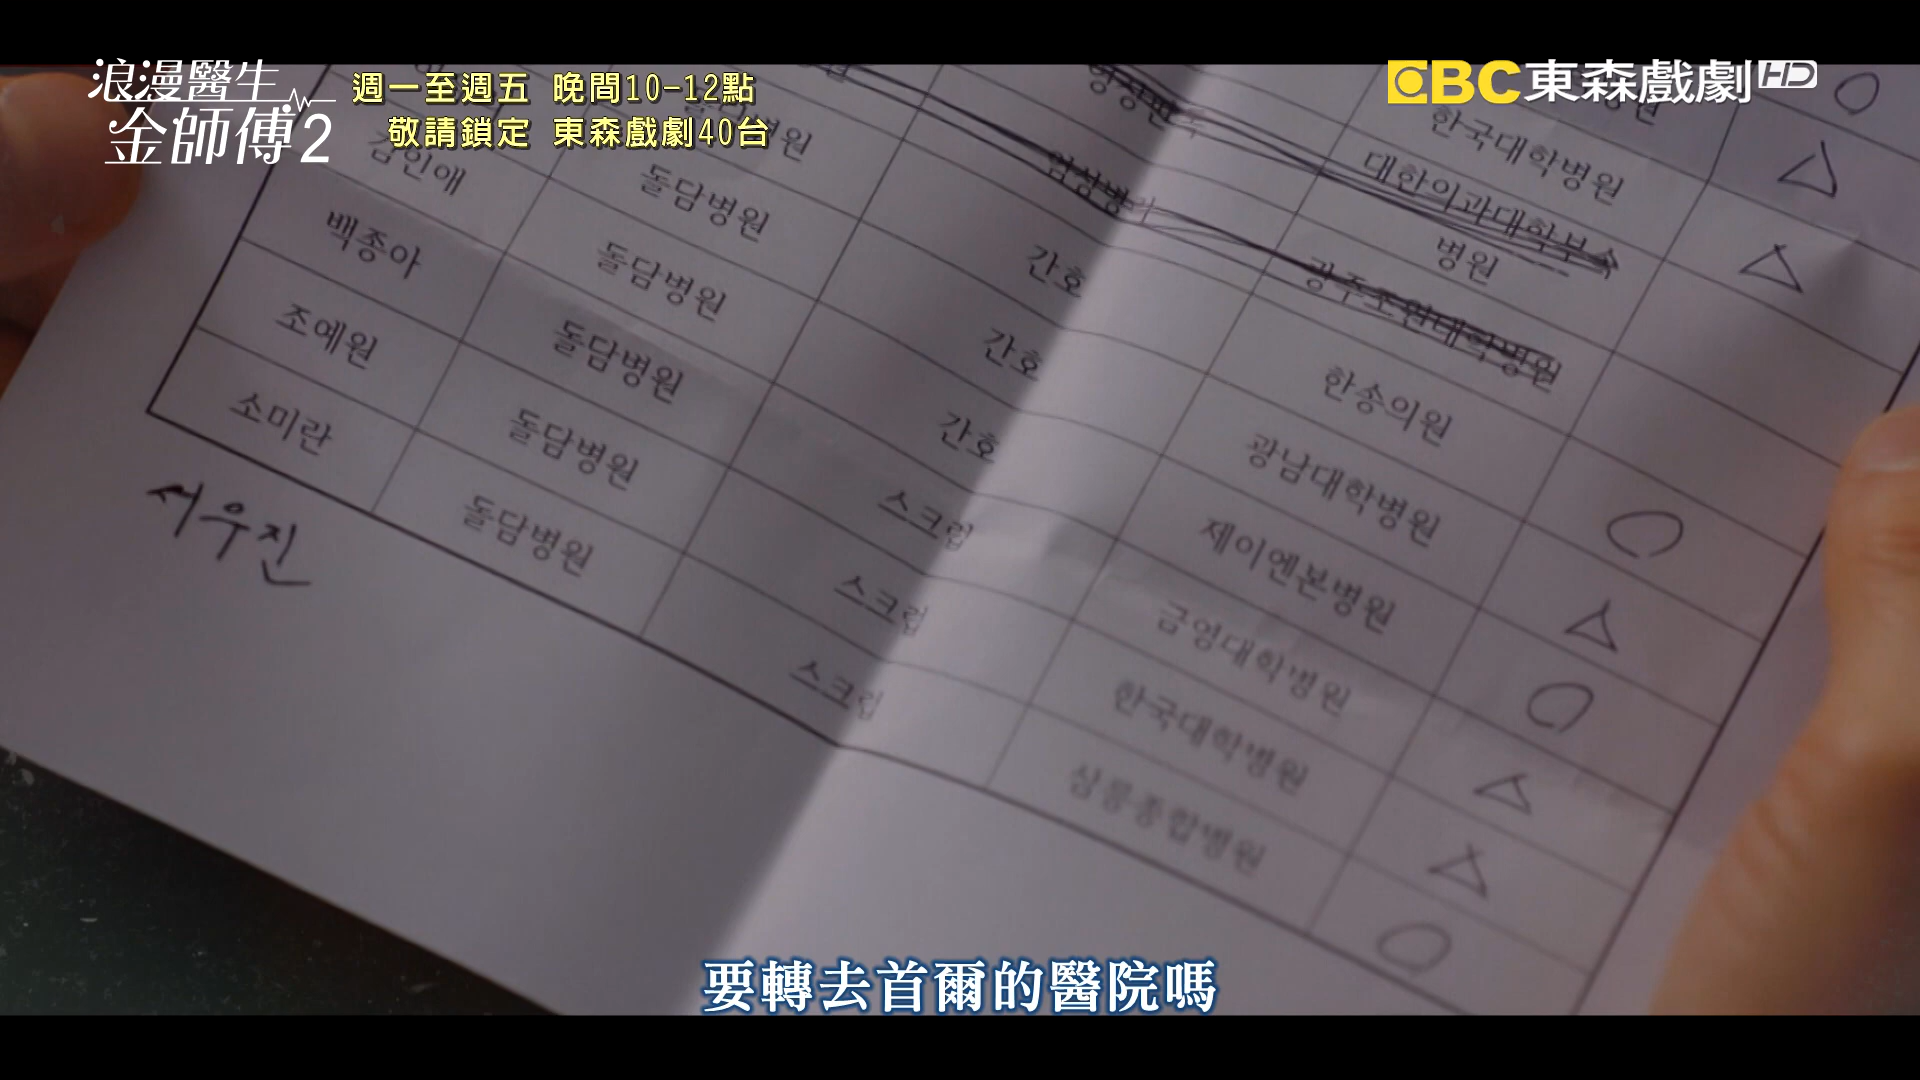 浪漫醫生
金師傅2
週一至週五 晚間10-12點
敬請鎖定 東森戲劇40台
EBC東森戲劇HD
한국대학병원
대한의과대학부속
병원
김인애 돌담병원 간호 한송의원
백종아 돌담병원 간호 광남대학병원 ○
조예원 돌담병원 간호 제이엔본병원 △
소미란 돌담병원 스크럽 금영대학병원 ○
돌담병원 스크럽 한국대학병원 △
스크럽 삼릉종합병원 △
○
서우진
要轉去首爾的醫院嗎